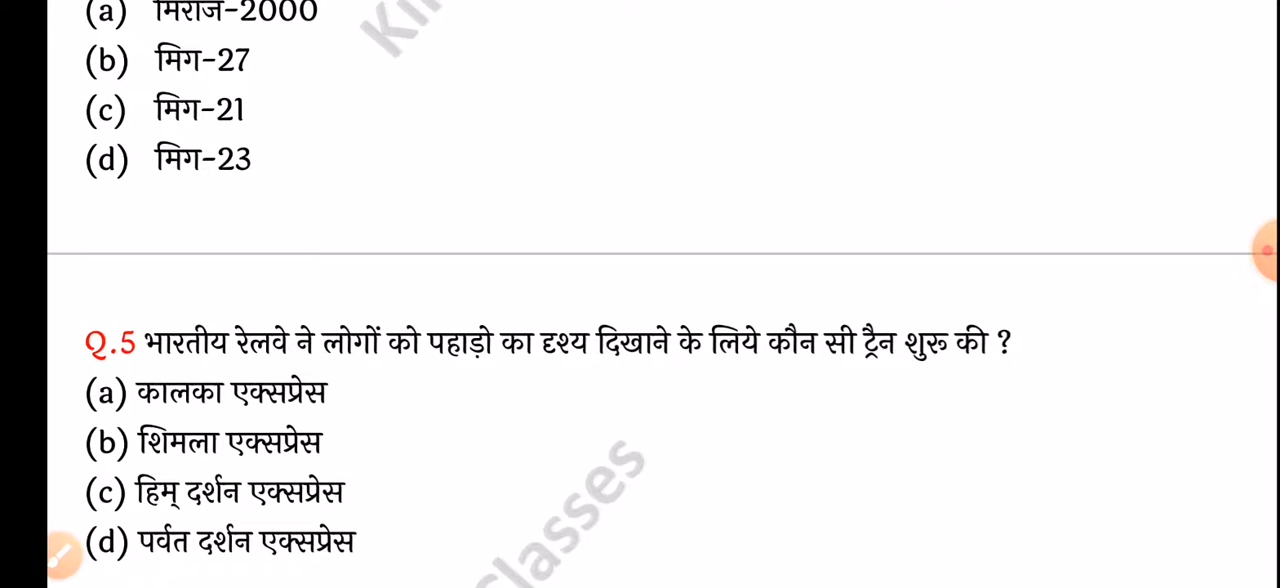 (a) मिराज-2000
(b) मिग-27
(c) मिग-21
(d) मिग-23
Q.5 भारतीय रेलवे ने लोगों को पहाड़ो का दृश्य दिखाने के लिये कौन सी ट्रैन शुरू की ?
(a) कालका एक्सप्रेस
(b) शिमला एक्सप्रेस
(c) हिम् दर्शन एक्सप्रेस
(d) पर्वत दर्शन एक्सप्रेस